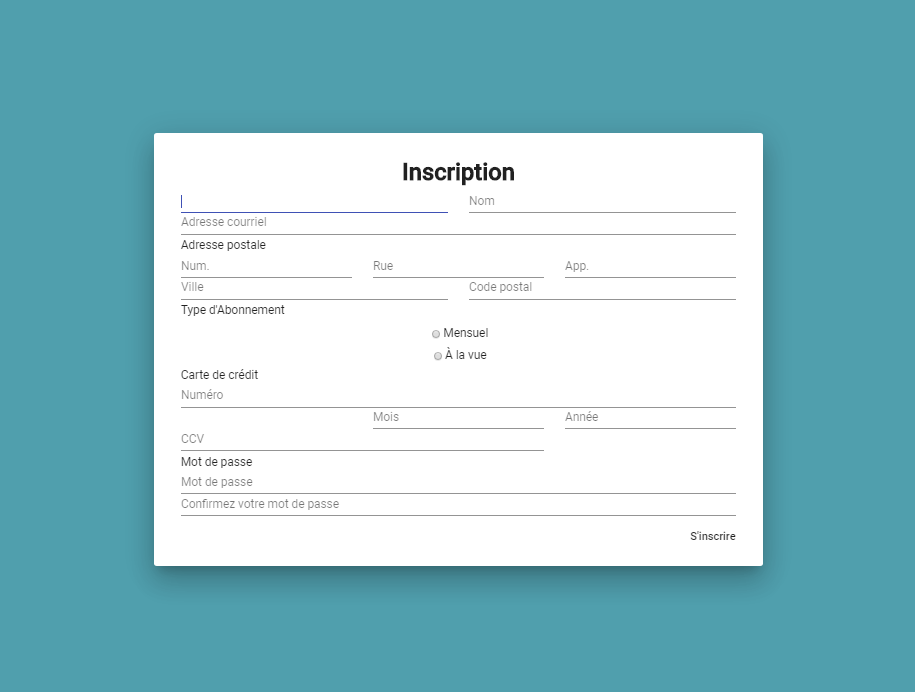 Inscription
Nom
Adresse courriel
Adresse postale
Num. Rue App.
Ville Code postal
Type d'Abonnement
Mensuel
À la vue
Carte de crédit
Numéro
Mois Année
CCV
Mot de passe
Mot de passe
Confirmez votre mot de passe
S'inscrire